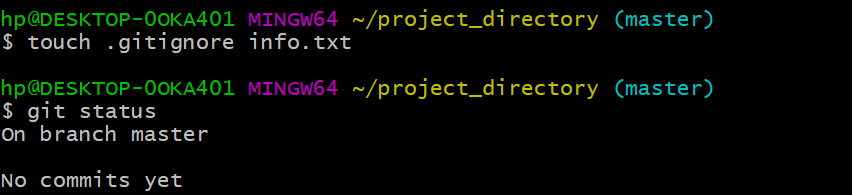 hp@DESKTOP-0OKA401 MINGW64 ~/project_directory (master)
$ touch .gitignore info.txt
hp@DESKTOP-0OKA401 MINGW64 ~/project_directory (master)
$ git status
On branch master
No commits yet